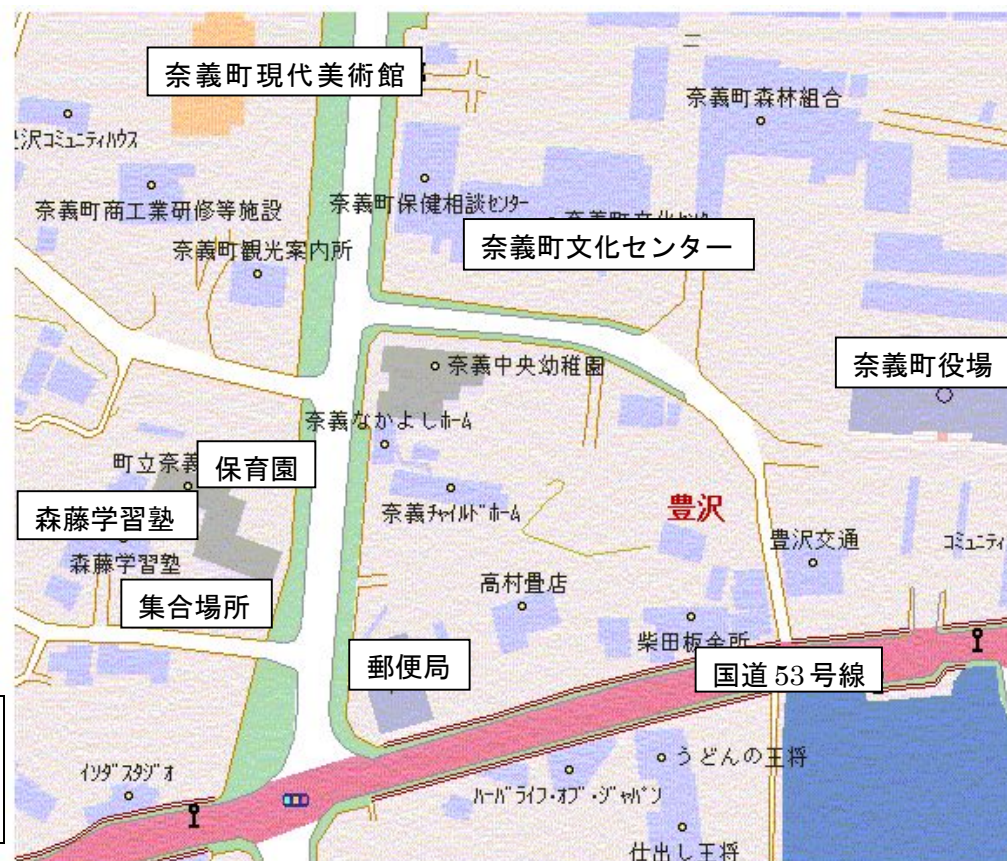 奈義町現代美術館
奈義町森林組合
沢コミュニティハウス
奈義町商工業研修等施設
奈義町保健相談センター
奈義町文化センター
奈義町観光案内所
奈義中央幼稚園
奈義町役場
奈義なかよしホーム
町立奈義
保育園
森藤学習塾
奈義チャイルドホーム
豊沢
豊沢交通
コミュニティ
森藤学習塾
集合場所
高村畳店
柴田板金所
郵便局
国道53号線
うどんの王将
イソダスタジオ
ハーバライフ・オブ・ジャパン
仕出し王将